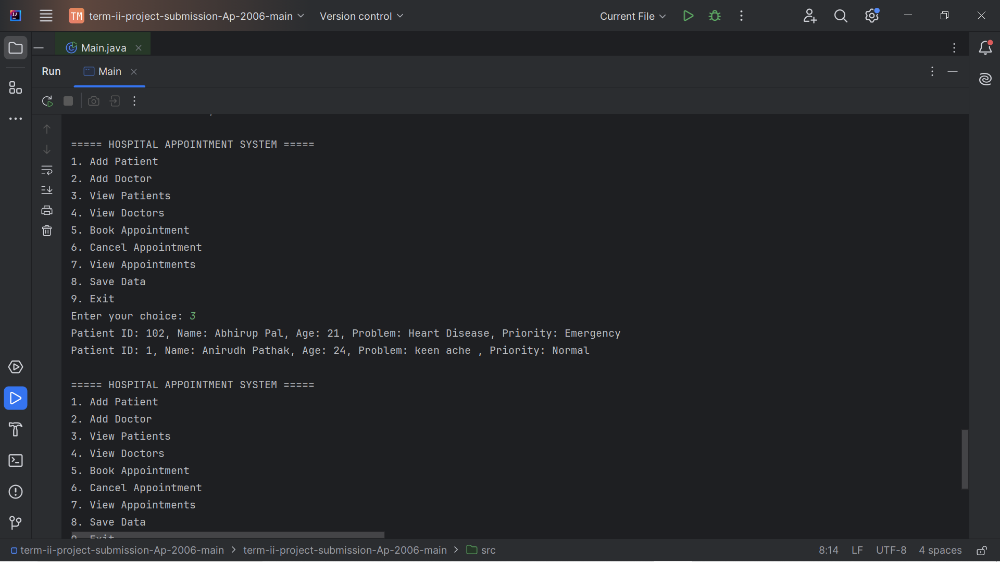 TM term-ii-project-submission-Ap-2006-main Version control Current File
Main.java
Run Main
===== HOSPITAL APPOINTMENT SYSTEM =====
1. Add Patient
2. Add Doctor
3. View Patients
4. View Doctors
5. Book Appointment
6. Cancel Appointment
7. View Appointments
8. Save Data
9. Exit
Enter your choice: 3
Patient ID: 102, Name: Abhirup Pal, Age: 21, Problem: Heart Disease, Priority: Emergency
Patient ID: 1, Name: Anirudh Pathak, Age: 24, Problem: keen ache , Priority: Normal
===== HOSPITAL APPOINTMENT SYSTEM =====
1. Add Patient
2. Add Doctor
3. View Patients
4. View Doctors
5. Book Appointment
6. Cancel Appointment
7. View Appointments
8. Save Data
9. Exit
term-ii-project-submission-Ap-2006-main > term-ii-project-submission-Ap-2006-main > src 8:14 LF UTF-8 4 spaces